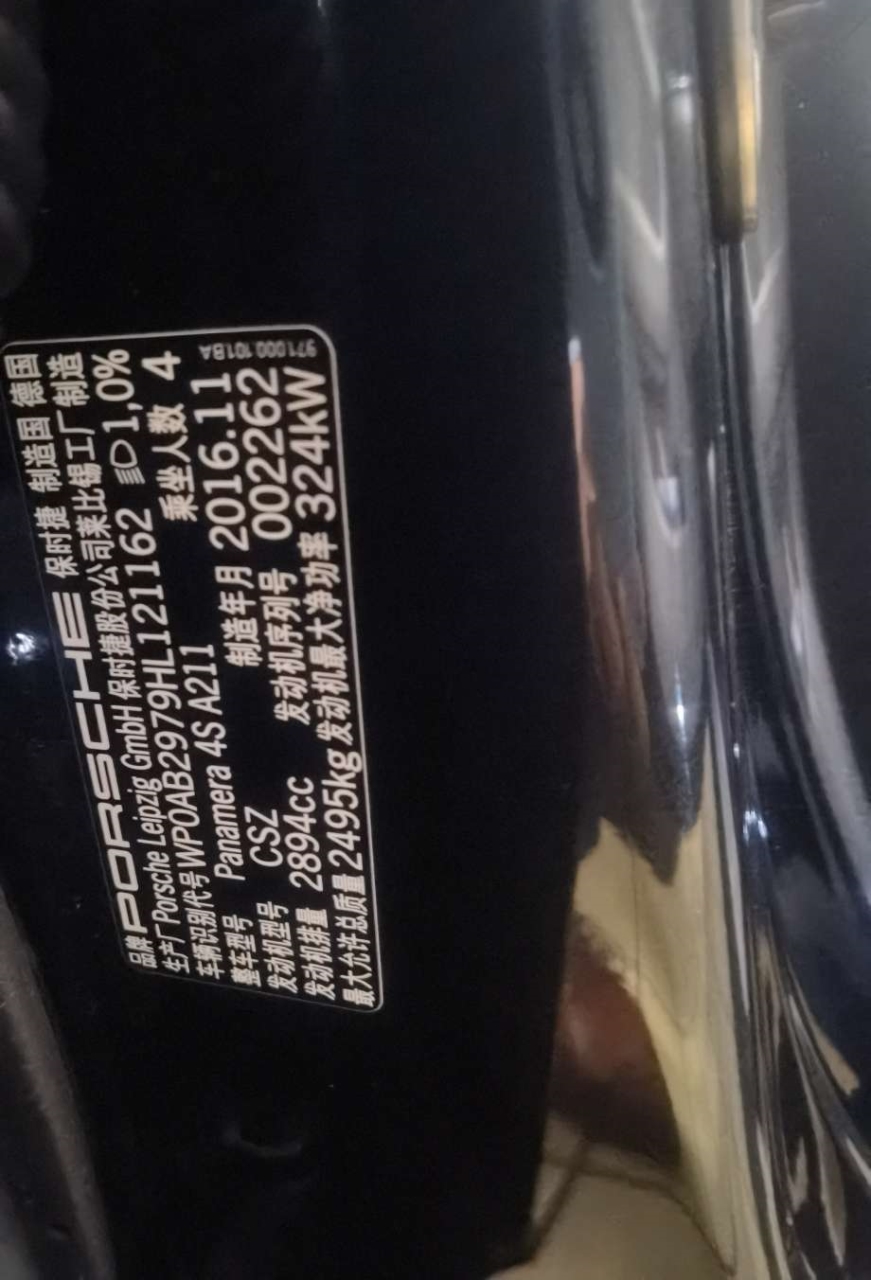 品牌 PORSCHE 保时捷 制造国 德国
生产厂 Porsche Leipzig GmbH 保时捷股份公司莱比锡工厂 制造
车辆识别代号 WP0AB2979HL121162 1,0%
整车型号 Panamera 4S A211 乘坐人数 4
发动机型号 CSZ 制造年月 2016.11
发动机排量 2894cc 发动机序列号 002262
最大允许总质量 2495kg 发动机最大净功率 324kW
971.000.101.BA